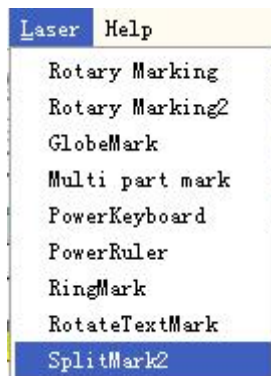 Laser Help
Rotary Marking
Rotary Marking2
GlobeMark
Multi part mark
PowerKeyboard
PowerRuler
RingMark
RotateTextMark
SplitMark2